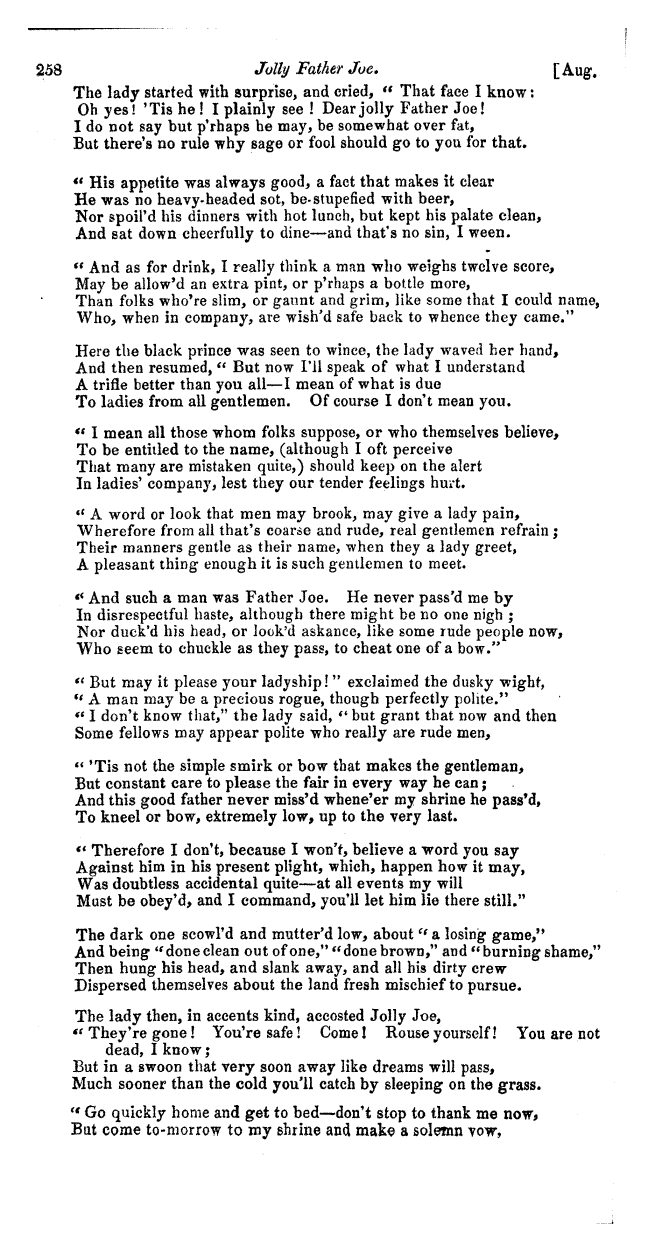 258 Jolly Father Joe. [Aug.
The lady started with surprise, and cried, “ That face I know:
Oh yes! 'Tis he! I plainly see ! Dear jolly Father Joe!
I do not say but p'rhaps he may, be somewhat over fat,
But there's no rule why sage or fool should go to you for that.
“ His appetite was always good, a fact that makes it clear
He was no heavy-headed sot, be-stupefied with beer,
Nor spoil'd his dinners with hot lunch, but kept his palate clean,
And sat down cheerfully to dine—and that's no sin, I ween.
“ And as for drink, I really think a man who weighs twelve score,
May be allow'd an extra pint, or p'rhaps a bottle more,
Than folks who're slim, or gaunt and grim, like some that I could name,
Who, when in company, are wish'd safe back to whence they came.”
Here the black prince was seen to wince, the lady waved her hand,
And then resumed, “ But now I'll speak of what I understand
A trifle better than you all—I mean of what is due
To ladies from all gentlemen. Of course I don't mean you.
“ I mean all those whom folks suppose, or who themselves believe,
To be entitled to the name, (although I oft perceive
That many are mistaken quite,) should keep on the alert
In ladies' company, lest they our tender feelings hurt.
“ A word or look that men may brook, may give a lady pain,
Wherefore from all that's coarse and rude, real gentlemen refrain ;
Their manners gentle as their name, when they a lady greet,
A pleasant thing enough it is such gentlemen to meet.
“ And such a man was Father Joe. He never pass'd me by
In disrespectful haste, although there might be no one nigh ;
Nor duck'd his head, or look'd askance, like some rude people now,
Who seem to chuckle as they pass, to cheat one of a bow.”
“ But may it please your ladyship! ” exclaimed the dusky wight,
“ A man may be a precious rogue, though perfectly polite.”
“ I don't know that,” the lady said, “ but grant that now and then
Some fellows may appear polite who really are rude men,
“ 'Tis not the simple smirk or bow that makes the gentleman,
But constant care to please the fair in every way he can ;
And this good father never miss'd whene'er my shrine he pass'd,
To kneel or bow, extremely low, up to the very last.
“ Therefore I don't, because I won't, believe a word you say
Against him in his present plight, which, happen how it may,
Was doubtless accidental quite—at all events my will
Must be obey'd, and I command, you'll let him lie there still.”
The dark one scowl'd and mutter'd low, about “ a losing game,”
And being “ done clean out of one,” “ done brown,” and “ burning shame,”
Then hung his head, and slank away, and all his dirty crew
Dispersed themselves about the land fresh mischief to pursue.
The lady then, in accents kind, accosted Jolly Joe,
“ They're gone! You're safe! Come! Rouse yourself! You are not
dead, I know ;
But in a swoon that very soon away like dreams will pass,
Much sooner than the cold you'll catch by sleeping on the grass.
“ Go quickly home and get to bed—don't stop to thank me now,
But come to-morrow to my shrine and make a solemn vow,